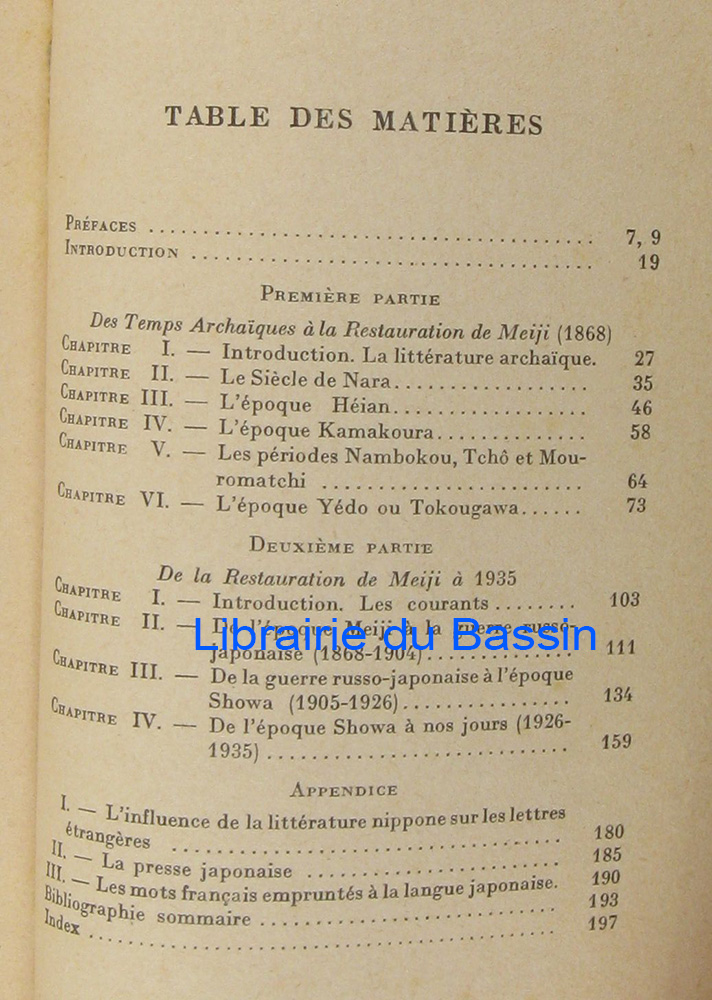 TABLE DES MATIÈRES
PRÉFACES ........ 7, 9
INTRODUCTION ........ 19
PREMIÈRE PARTIE
Des Temps Archaïques à la Restauration de Meiji (1868)
CHAPITRE I. — Introduction. La littérature archaïque. 27
CHAPITRE II. — Le Siècle de Nara ........ 35
CHAPITRE III. — L'époque Héian ........ 46
CHAPITRE IV. — L'époque Kamakoura ........ 58
CHAPITRE V. — Les périodes Nambokou, Tchô et Mou-
romatchi ........ 64
CHAPITRE VI. — L'époque Yédo ou Tokougawa ...... 73
DEUXIÈME PARTIE
De la Restauration de Meiji à 1935
CHAPITRE I. — Introduction. Les courants ........ 103
CHAPITRE II. — De l'époque Meiji à la guerre russo-
Librairie du Bassin
japonaise (1868-1904) ........ 111
CHAPITRE III. — De la guerre russo-japonaise à l'époque
Showa (1905-1926) ........ 134
CHAPITRE IV. — De l'époque Showa à nos jours (1926-
1935) ........ 159
APPENDICE
I. — L'influence de la littérature nippone sur les lettres
étrangères ........ 180
II. — La presse japonaise ........ 185
III. — Les mots français empruntés à la langue japonaise. 190
Bibliographie sommaire ........ 193
Index ........ 197